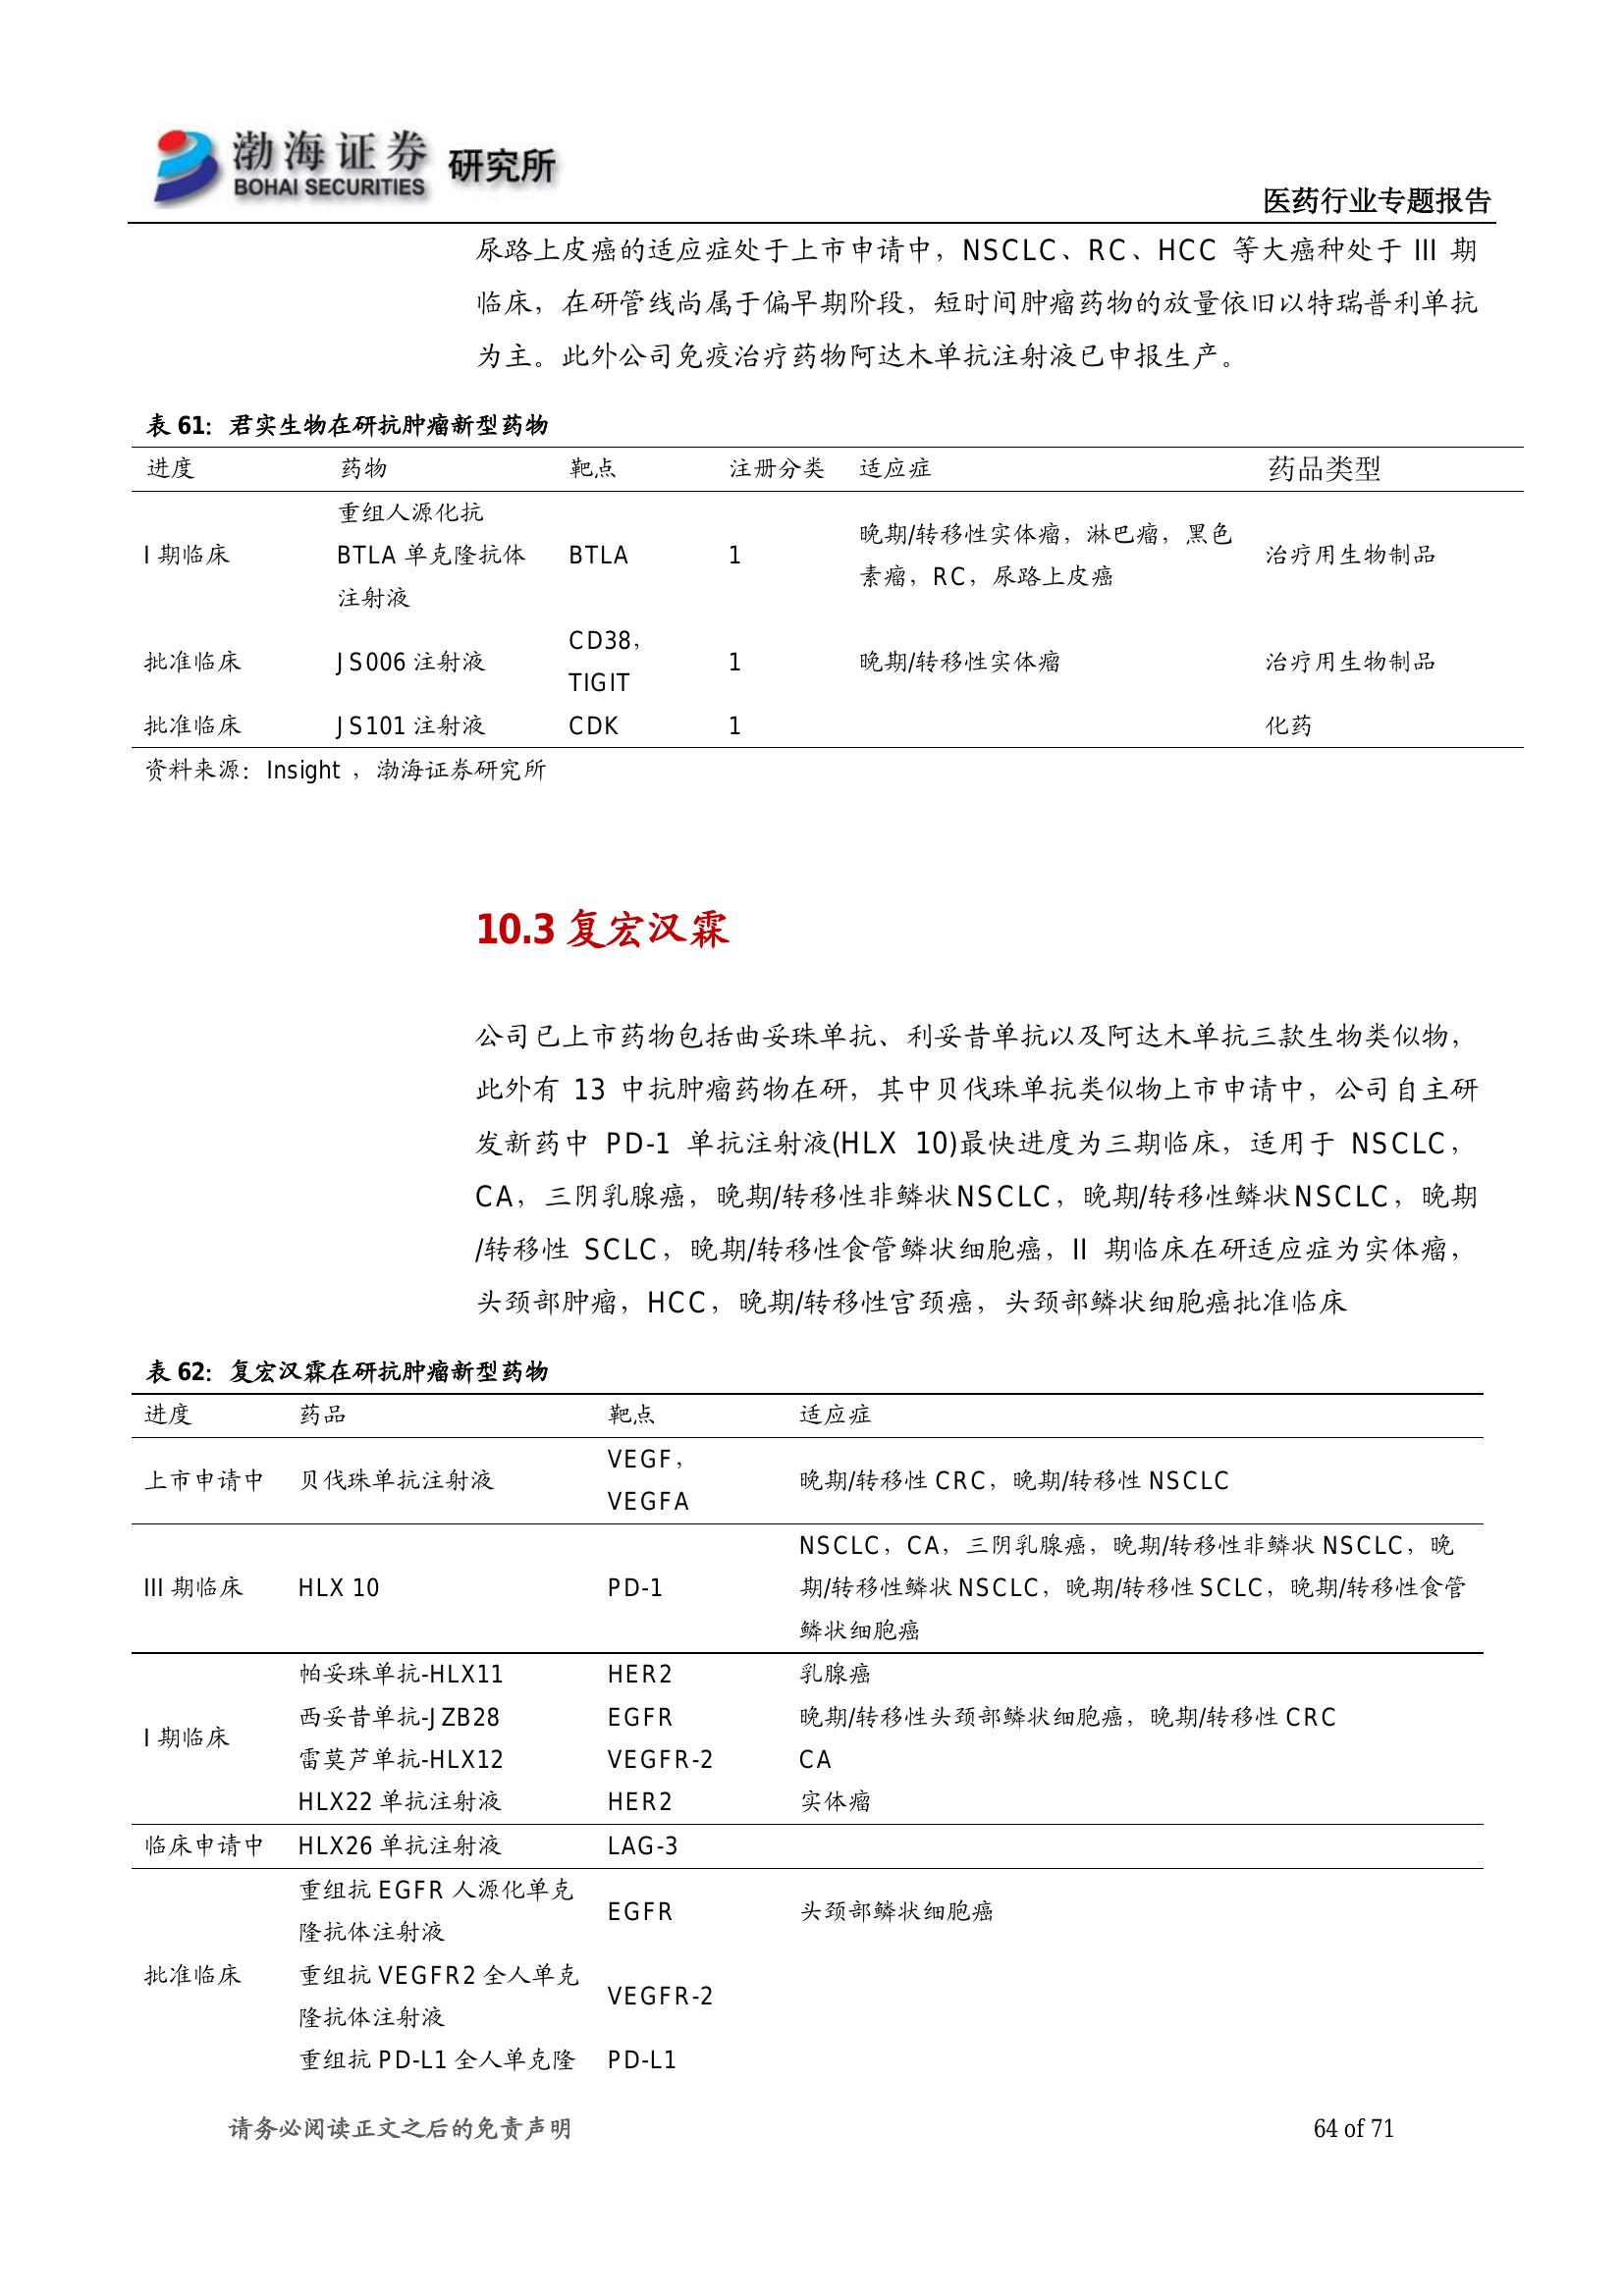 渤海证券 研究所
BOHAI SECURITIES
医药行业专题报告
尿路上皮癌的适应症处于上市申请中，NSCLC、RC、HCC 等大癌种处于 III 期
临床，在研管线尚属于偏早期阶段，短时间肿瘤药物的放量依旧以特瑞普利单抗
为主。此外公司免疫治疗药物阿达木单抗注射液已申报生产。
表 61：君实生物在研抗肿瘤新型药物
进度 药物 靶点 注册分类 适应症 药品类型
重组人源化抗
I 期临床 BTLA 单克隆抗体 BTLA 1 晚期/转移性实体瘤，淋巴瘤，黑色 治疗用生物制品
注射液 素瘤，RC，尿路上皮癌
CD38，
批准临床 JS006 注射液 1 晚期/转移性实体瘤 治疗用生物制品
TIGIT
批准临床 JS101 注射液 CDK 1 化药
资料来源：Insight ，渤海证券研究所
10.3 复宏汉霖
公司已上市药物包括曲妥珠单抗、利妥昔单抗以及阿达木单抗三款生物类似物，
此外有 13 中抗肿瘤药物在研，其中贝伐珠单抗类似物上市申请中，公司自主研
发新药中 PD-1 单抗注射液(HLX 10)最快进度为三期临床，适用于 NSCLC，
CA，三阴乳腺癌，晚期/转移性非鳞状NSCLC，晚期/转移性鳞状NSCLC，晚期
/转移性 SCLC，晚期/转移性食管鳞状细胞癌，II 期临床在研适应症为实体瘤，
头颈部肿瘤，HCC，晚期/转移性宫颈癌，头颈部鳞状细胞癌批准临床
表 62：复宏汉霖在研抗肿瘤新型药物
进度 药品 靶点 适应症
VEGF，
上市申请中 贝伐珠单抗注射液 晚期/转移性 CRC，晚期/转移性 NSCLC
VEGFA
NSCLC，CA，三阴乳腺癌，晚期/转移性非鳞状 NSCLC，晚
III 期临床 HLX 10 PD-1 期/转移性鳞状 NSCLC，晚期/转移性 SCLC，晚期/转移性食管
鳞状细胞癌
帕妥珠单抗-HLX11 HER2 乳腺癌
西妥昔单抗-JZB28 EGFR 晚期/转移性头颈部鳞状细胞癌，晚期/转移性 CRC
I 期临床
雷莫芦单抗-HLX12 VEGFR-2 CA
HLX22 单抗注射液 HER2 实体瘤
临床申请中 HLX26 单抗注射液 LAG-3
重组抗 EGFR 人源化单克
EGFR 头颈部鳞状细胞癌
隆抗体注射液
批准临床 重组抗 VEGFR2 全人单克
VEGFR-2
隆抗体注射液
重组抗 PD-L1 全人单克隆 PD-L1
请务必阅读正文之后的免责声明 64 of 71